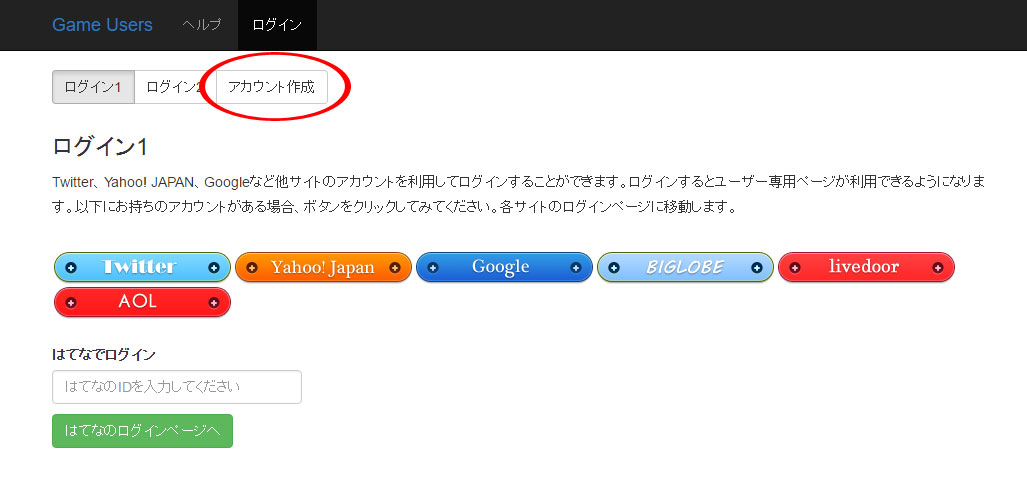 Game Users ヘルプ ログイン
ログイン1 ログイン2 アカウント作成
ログイン1
Twitter、Yahoo! JAPAN、Googleなど他サイトのアカウントを利用してログインすることができます。ログインするとユーザー専用ページが利用できるようになりま
す。以下にお持ちのアカウントがある場合、ボタンをクリックしてみてください。各サイトのログインページに移動します。
Twitter Yahoo! Japan Google BIGLOBE livedoor
AOL
はてなでログイン
はてなのIDを入力してください
はてなのログインページへ